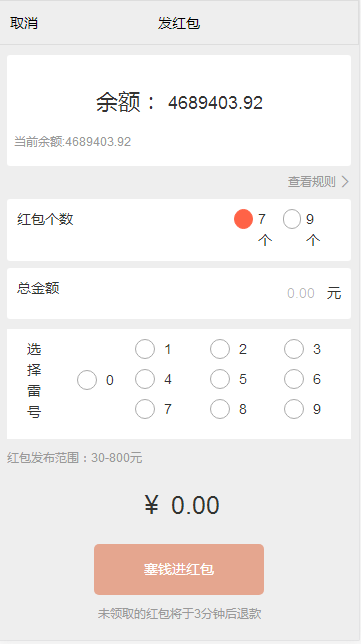 取消 发红包
余额： 4689403.92
当前余额:4689403.92
查看规则
红包个数 7个 9个
总金额 0.00 元
选择雷号 0
1 2 3
4 5 6
7 8 9
红包发布范围：30-800元
¥ 0.00
塞钱进红包
未领取的红包将于3分钟后退款